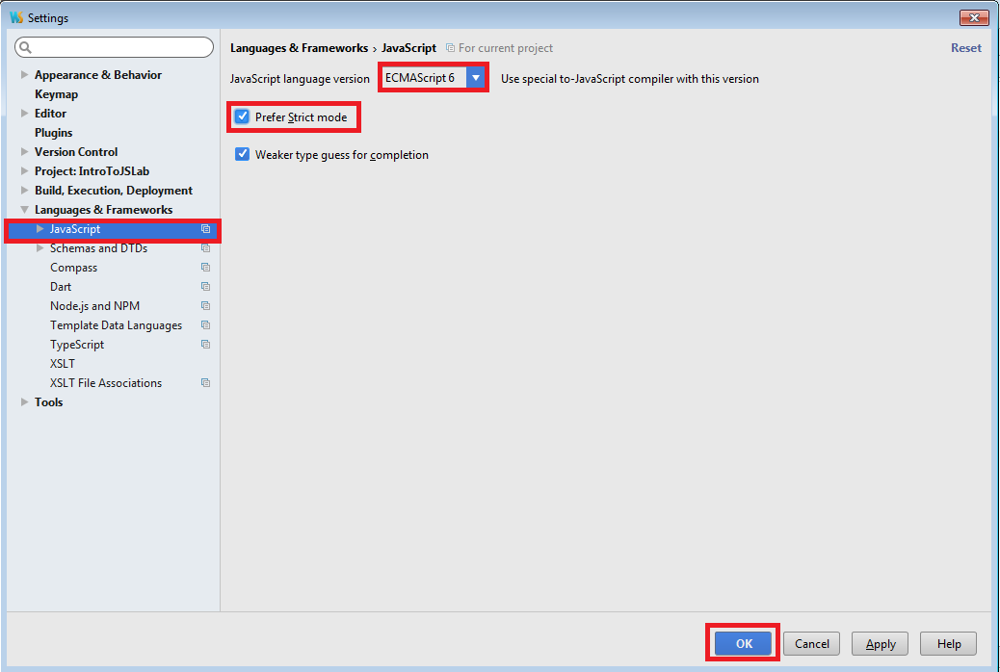 WS Settings
Appearance & Behavior
Keymap
Editor
Plugins
Version Control
Project: IntroToJSLab
Build, Execution, Deployment
Languages & Frameworks
JavaScript
Schemas and DTDs
Compass
Dart
Node.js and NPM
Template Data Languages
TypeScript
XSLT
XSLT File Associations
Tools
Languages & Frameworks › JavaScript For current project Reset
JavaScript language version ECMAScript 6 Use special to-JavaScript compiler with this version
Prefer Strict mode
Weaker type guess for completion
OK Cancel Apply Help